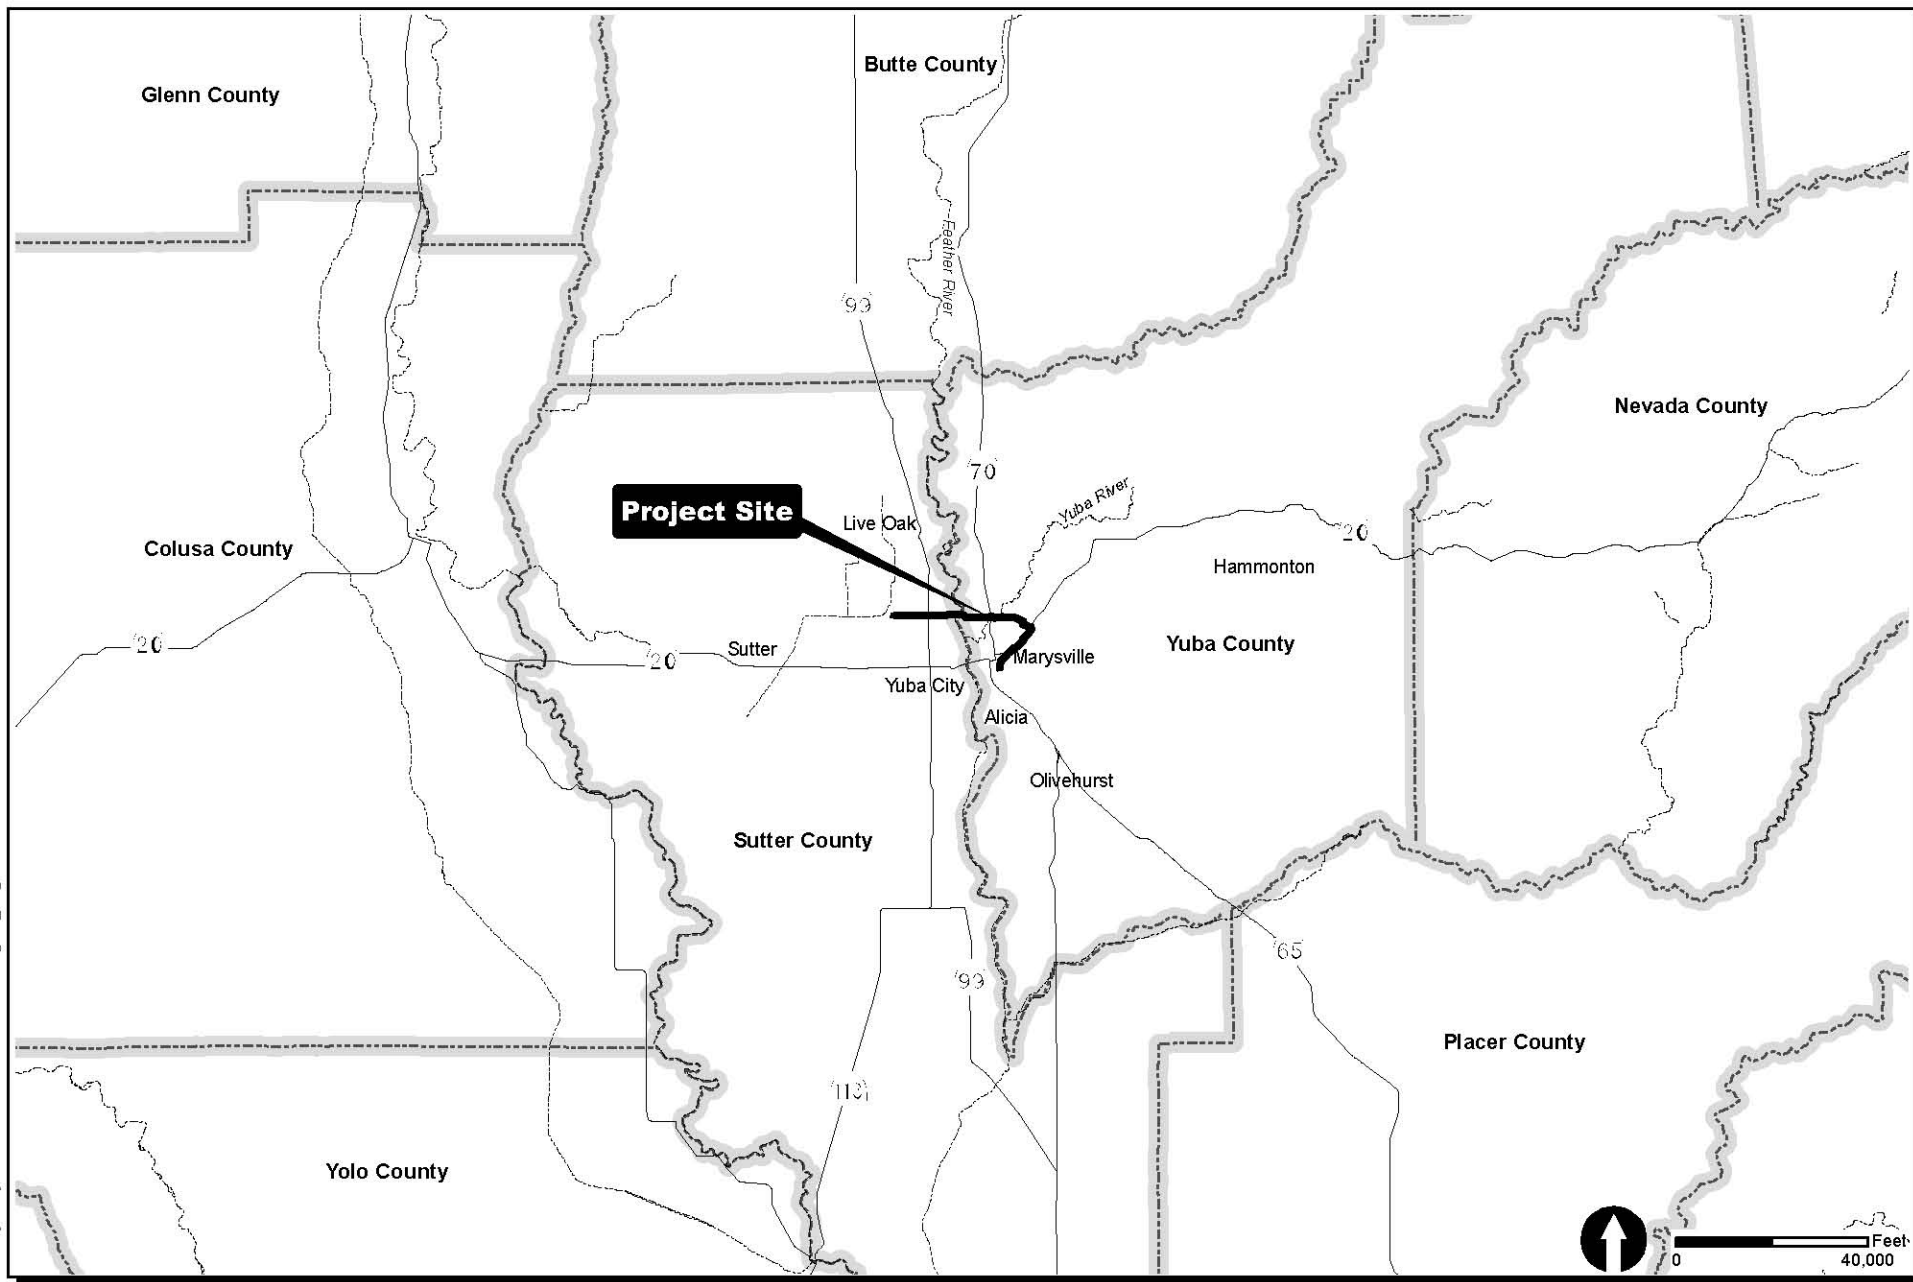 Butte County
Glenn County
Feather River
99
Nevada County
70
Yuba River
Project Site
Live Oak
20
Colusa County
Hammonton
20
Sutter
20
Yuba County
Marysville
Yuba City
Alicia
Olivehurst
Sutter County
65
99
Placer County
Yolo County
Feet
0
40,000